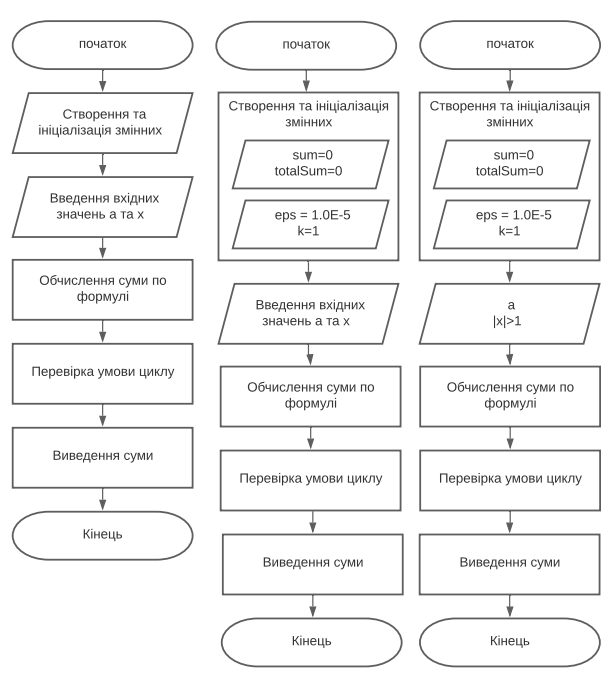 початок
Створення та
ініціалізація змінних
Введення вхідних
значень а та х
Обчислення суми по
формулі
Перевірка умови циклу
Виведення суми
Кінець
початок
Створення та ініціалізація
змінних
sum=0
totalSum=0
eps = 1.0E-5
k=1
Введення вхідних
значень а та х
Обчислення суми по
формулі
Перевірка умови циклу
Виведення суми
Кінець
початок
Створення та ініціалізація
змінних
sum=0
totalSum=0
eps = 1.0E-5
k=1
a
|x|>1
Обчислення суми по
формулі
Перевірка умови циклу
Виведення суми
Кінець